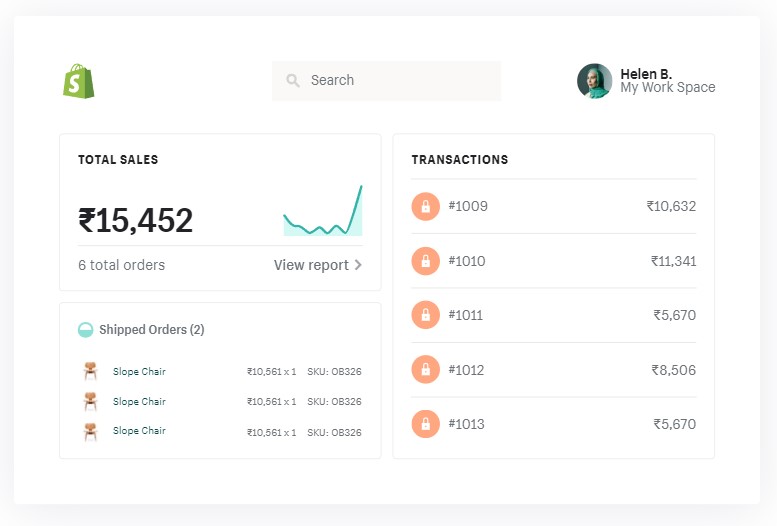 S
Search
Helen B.
My Work Space
TOTAL SALES
₹15,452
6 total orders
View report
Shipped Orders (2)
Slope Chair ₹10,561 x 1 SKU: OB326
Slope Chair ₹10,561 x 1 SKU: OB326
Slope Chair ₹10,561 x 1 SKU: OB326
TRANSACTIONS
#1009 ₹10,632
#1010 ₹11,341
#1011 ₹5,670
#1012 ₹8,506
#1013 ₹5,670